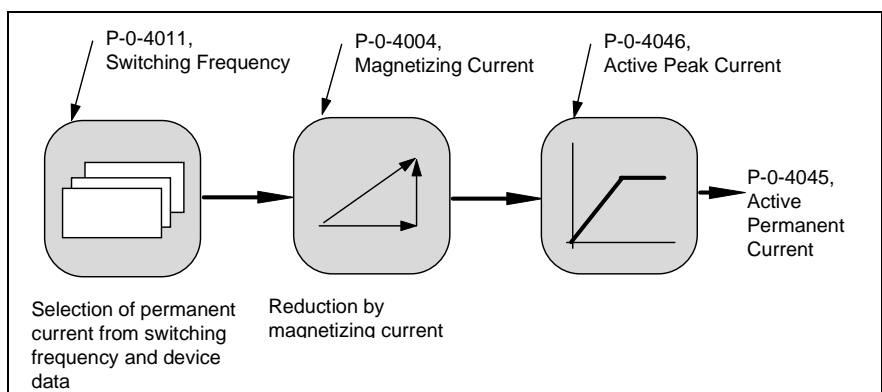 P-0-4011,
Switching Frequency
P-0-4004,
Magnetizing Current
P-0-4046,
Active Peak Current
P-0-4045,
Active
Permanent
Current
Selection of permanent
current from switching
frequency and device
data
Reduction by
magnetizing current